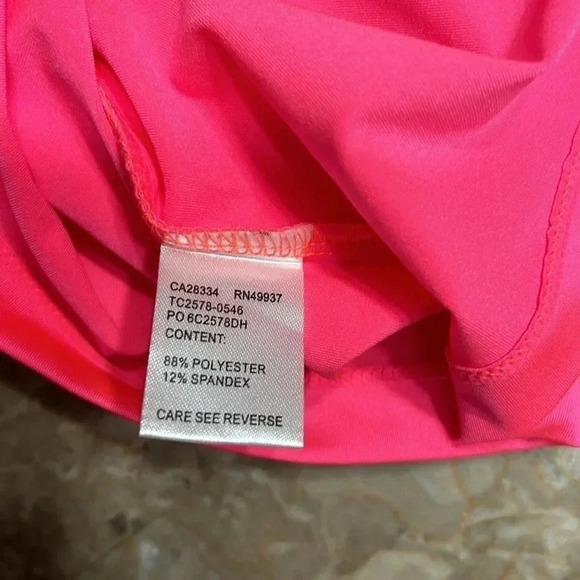 CA28334 RN49937
TC2578-0546
PO 6C2578DH
CONTENT:
88% POLYESTER
12% SPANDEX
CARE SEE REVERSE